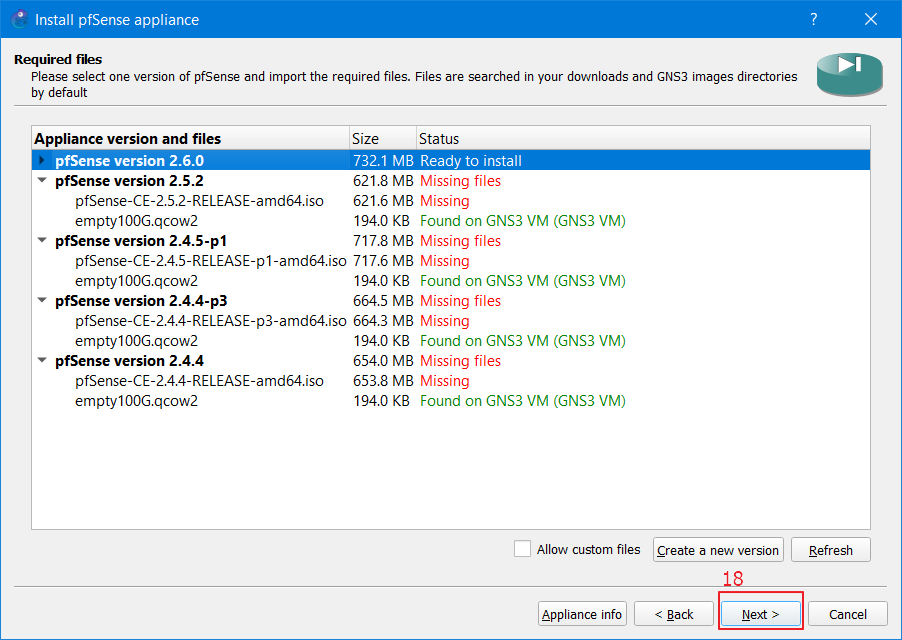 Install pfSense appliance ?
Required files
Please select one version of pfSense and import the required files. Files are searched in your downloads and GNS3 images directories
by default
Appliance version and files Size Status
pfSense version 2.6.0 732.1 MB Ready to install
pfSense version 2.5.2 621.8 MB Missing files
pfSense-CE-2.5.2-RELEASE-amd64.iso 621.6 MB Missing
empty100G.qcow2 194.0 KB Found on GNS3 VM (GNS3 VM)
pfSense version 2.4.5-p1 717.8 MB Missing files
pfSense-CE-2.4.5-RELEASE-p1-amd64.iso 717.6 MB Missing
empty100G.qcow2 194.0 KB Found on GNS3 VM (GNS3 VM)
pfSense version 2.4.4-p3 664.5 MB Missing files
pfSense-CE-2.4.4-RELEASE-p3-amd64.iso 664.3 MB Missing
empty100G.qcow2 194.0 KB Found on GNS3 VM (GNS3 VM)
pfSense version 2.4.4 654.0 MB Missing files
pfSense-CE-2.4.4-RELEASE-amd64.iso 653.8 MB Missing
empty100G.qcow2 194.0 KB Found on GNS3 VM (GNS3 VM)
Allow custom files Create a new version Refresh
18
Appliance info < Back Next > Cancel